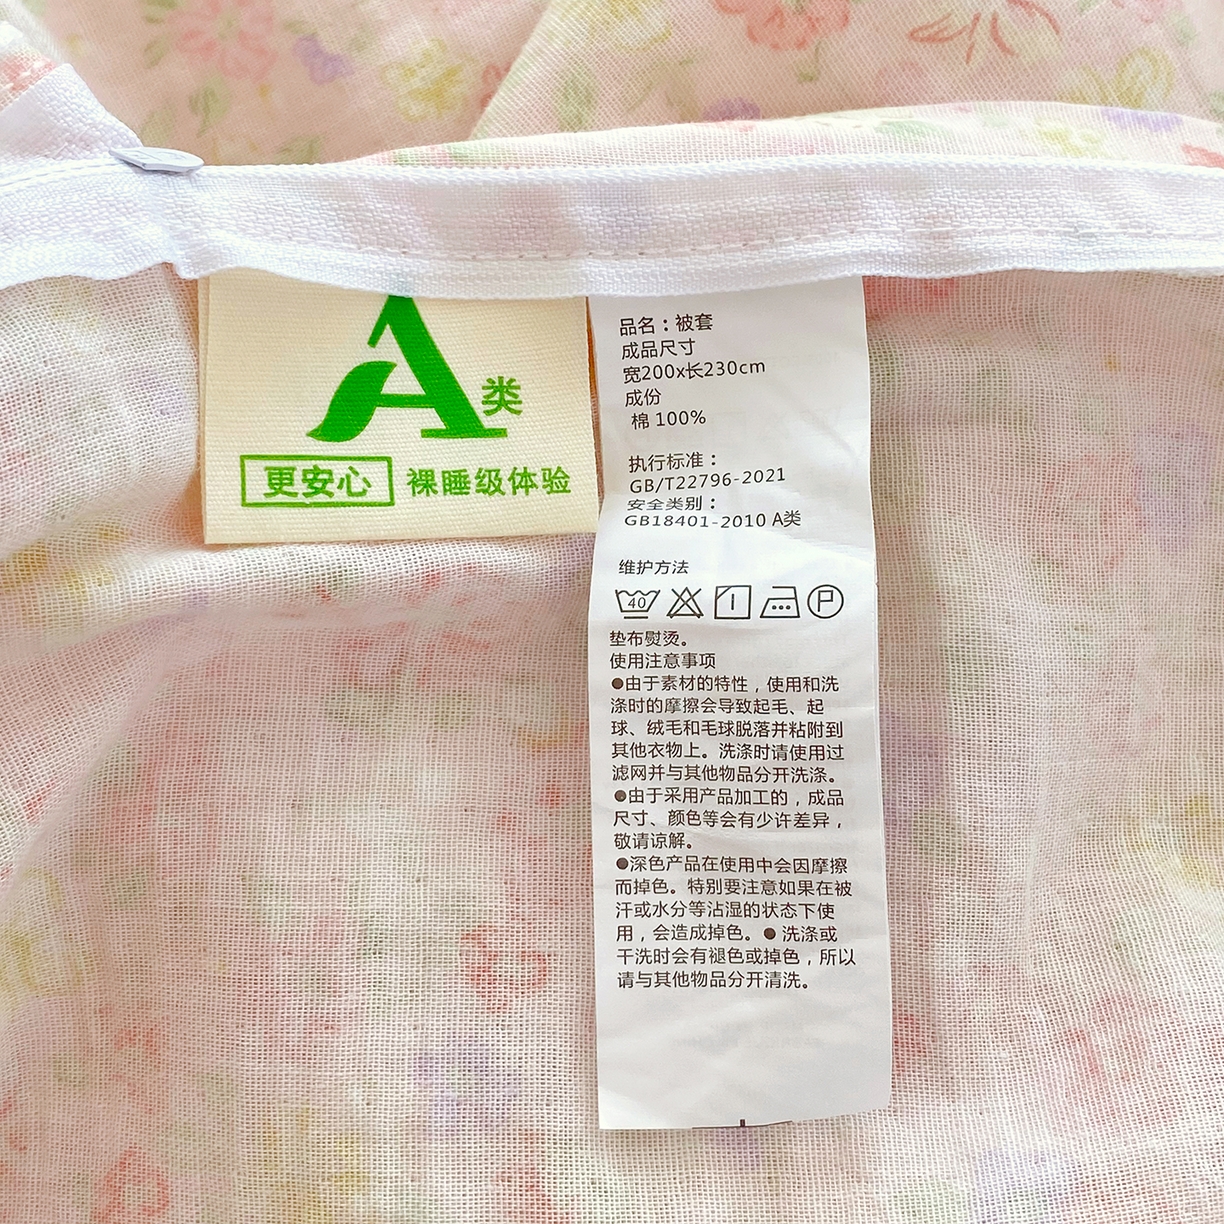 A类
更安心 裸睡级体验
品名：被套
成品尺寸
宽200x长230cm
成份
棉 100%
执行标准：
GB/T22796-2021
安全类别：
GB18401-2010 A类
维护方法
40 P
垫布熨烫。
使用注意事项
●由于素材的特性，使用和洗
涤时的摩擦会导致起毛、起
球、绒毛和毛球脱落并粘附到
其他衣物上。洗涤时请使用过
滤网并与其他物品分开洗涤。
●由于采用产品加工的，成品
尺寸、颜色等会有少许差异，
敬请谅解。
●深色产品在使用中会因摩擦
而掉色。特别要注意如果在被
汗或水分等沾湿的状态下使
用，会造成掉色。● 洗涤或
干洗时会有褪色或掉色，所以
请与其他物品分开清洗。